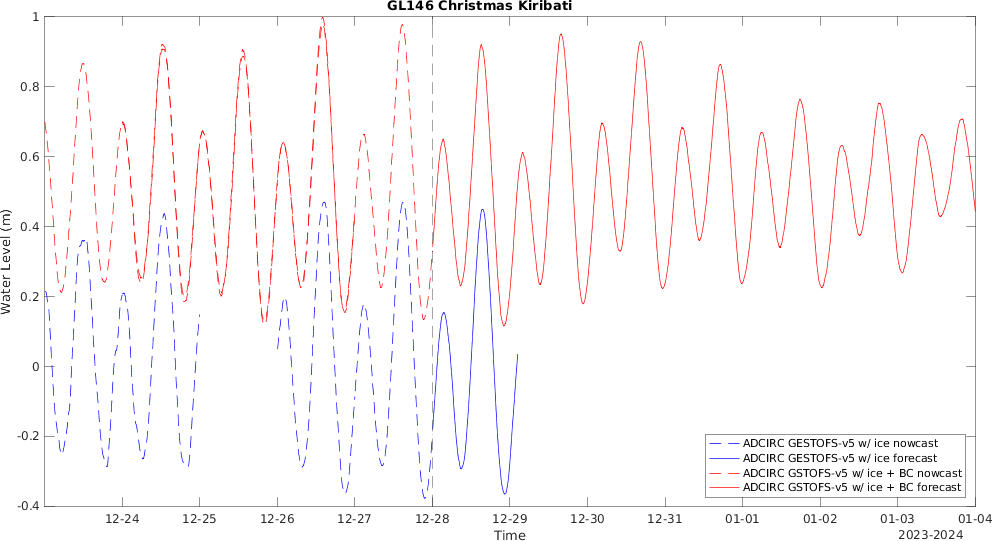 GL146 Christmas Kiribati
1
0.8
0.6
0.4
0.2
0
-0.2
-0.4
Water Level (m)
ADCIRC GESTOFS-v5 w/ ice nowcast
ADCIRC GESTOFS-v5 w/ ice forecast
ADCIRC GSTOFS-v5 w/ ice + BC nowcast
ADCIRC GSTOFS-v5 w/ ice + BC forecast
12-24 12-25 12-26 12-27 12-28 12-29 12-30 12-31 01-01 01-02 01-03 01-04
Time
2023-2024